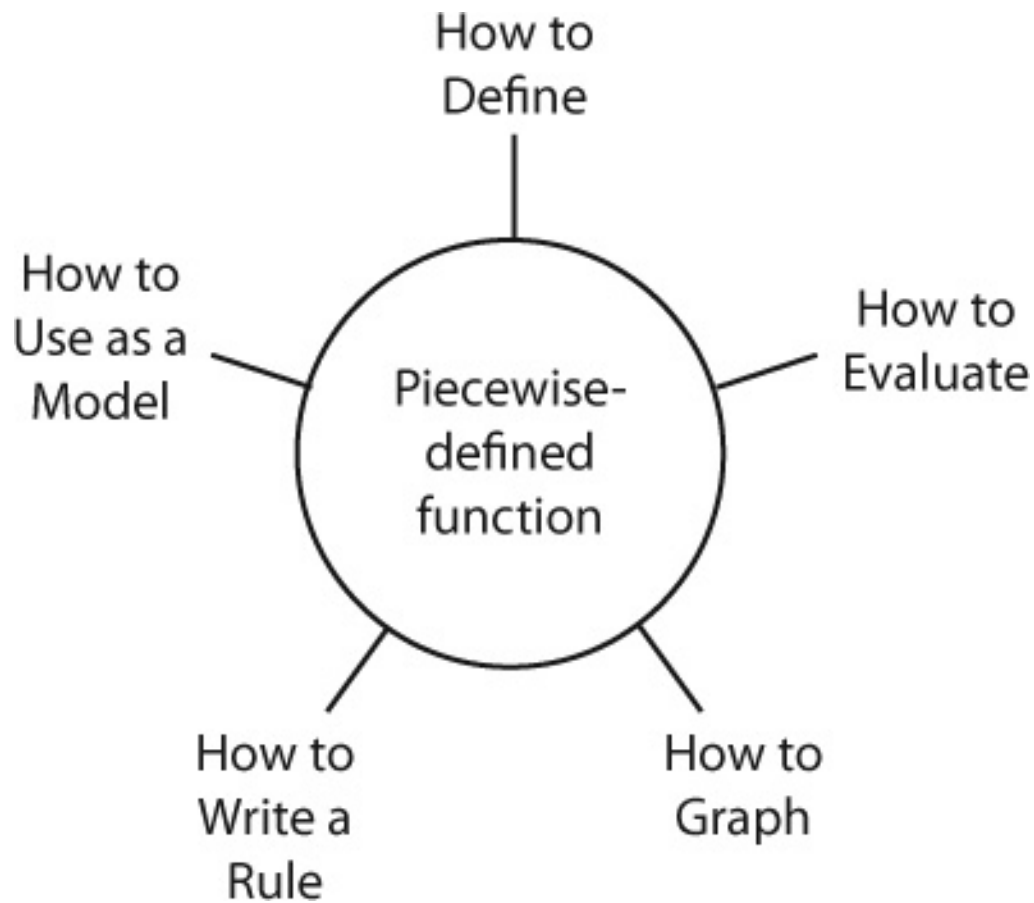 How to
Define
How to
Use as a
Model
How to
Evaluate
Piecewise-
defined
function
How to
Write a
Rule
How to
Graph